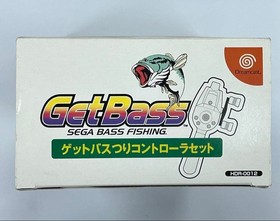 Dreamcast
GetBass
SEGA BASS FISHING
ゲットバスつりコントローラセット
HDR-0012